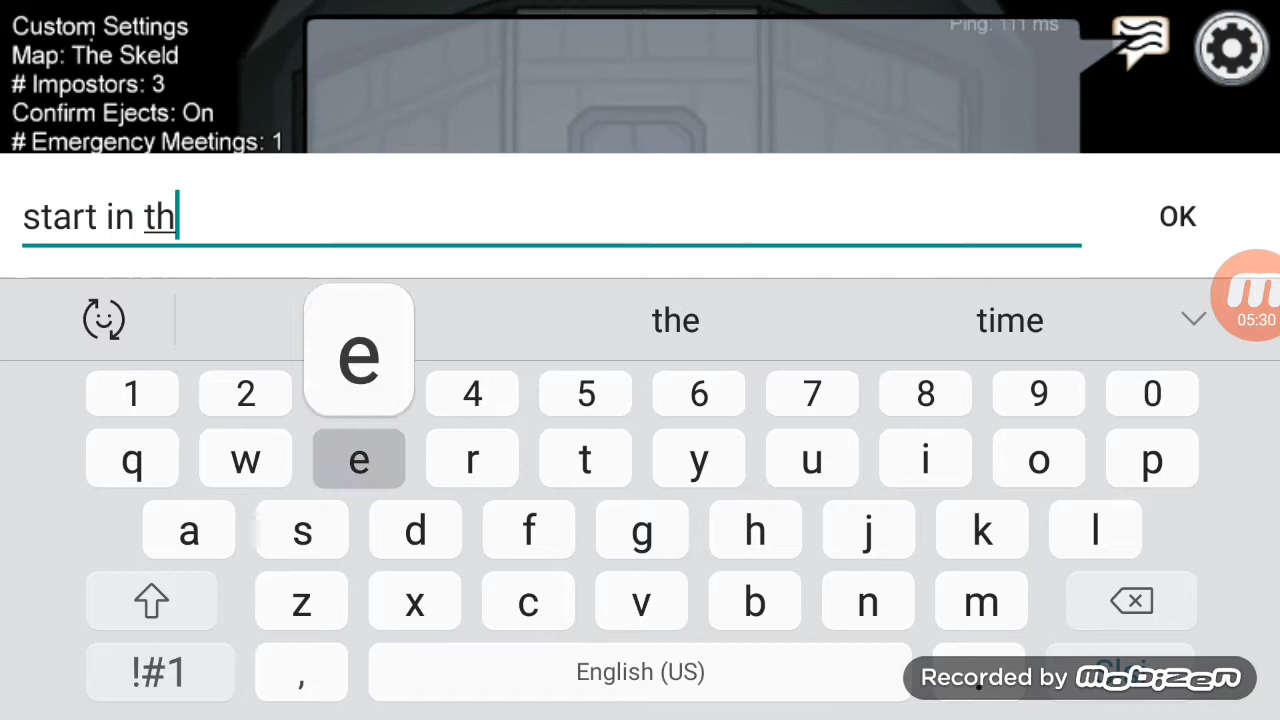 Custom Settings
Map: The Skeld
# Impostors: 3
Confirm Ejects: On
# Emergency Meetings: 1
Ping: 111 ms
start in th
OK
05:30
e
the
time
1 2 4 5 6 7 8 9 0
q w e r t y u i o p
a s d f g h j k l
z x c v b n m
!#1 , English (US) .
Recorded by mobizen